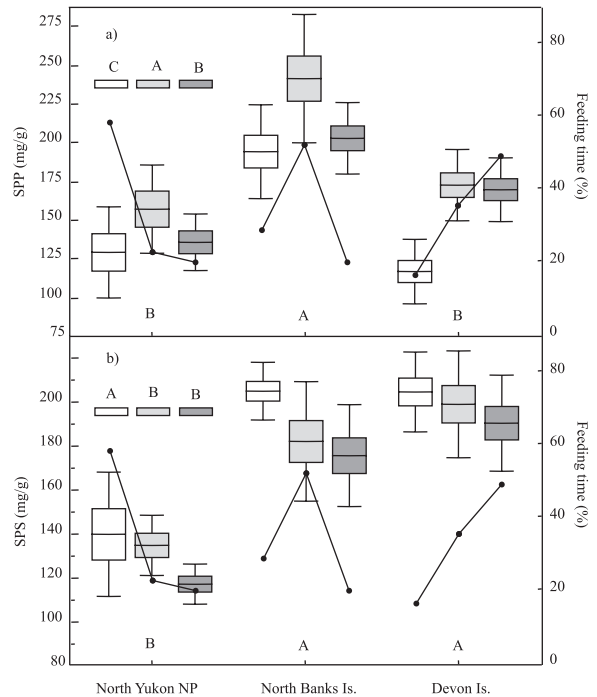 a)
C A B
275
250
225
200
175
150
125
100
75
SPP (mg/g)
80
60
40
20
0
Feeding time (%)
B A B
b)
A B B
200
180
160
140
120
100
80
SPS (mg/g)
80
60
40
20
0
Feeding time (%)
B A A
North Yukon NP North Banks Is. Devon Is.